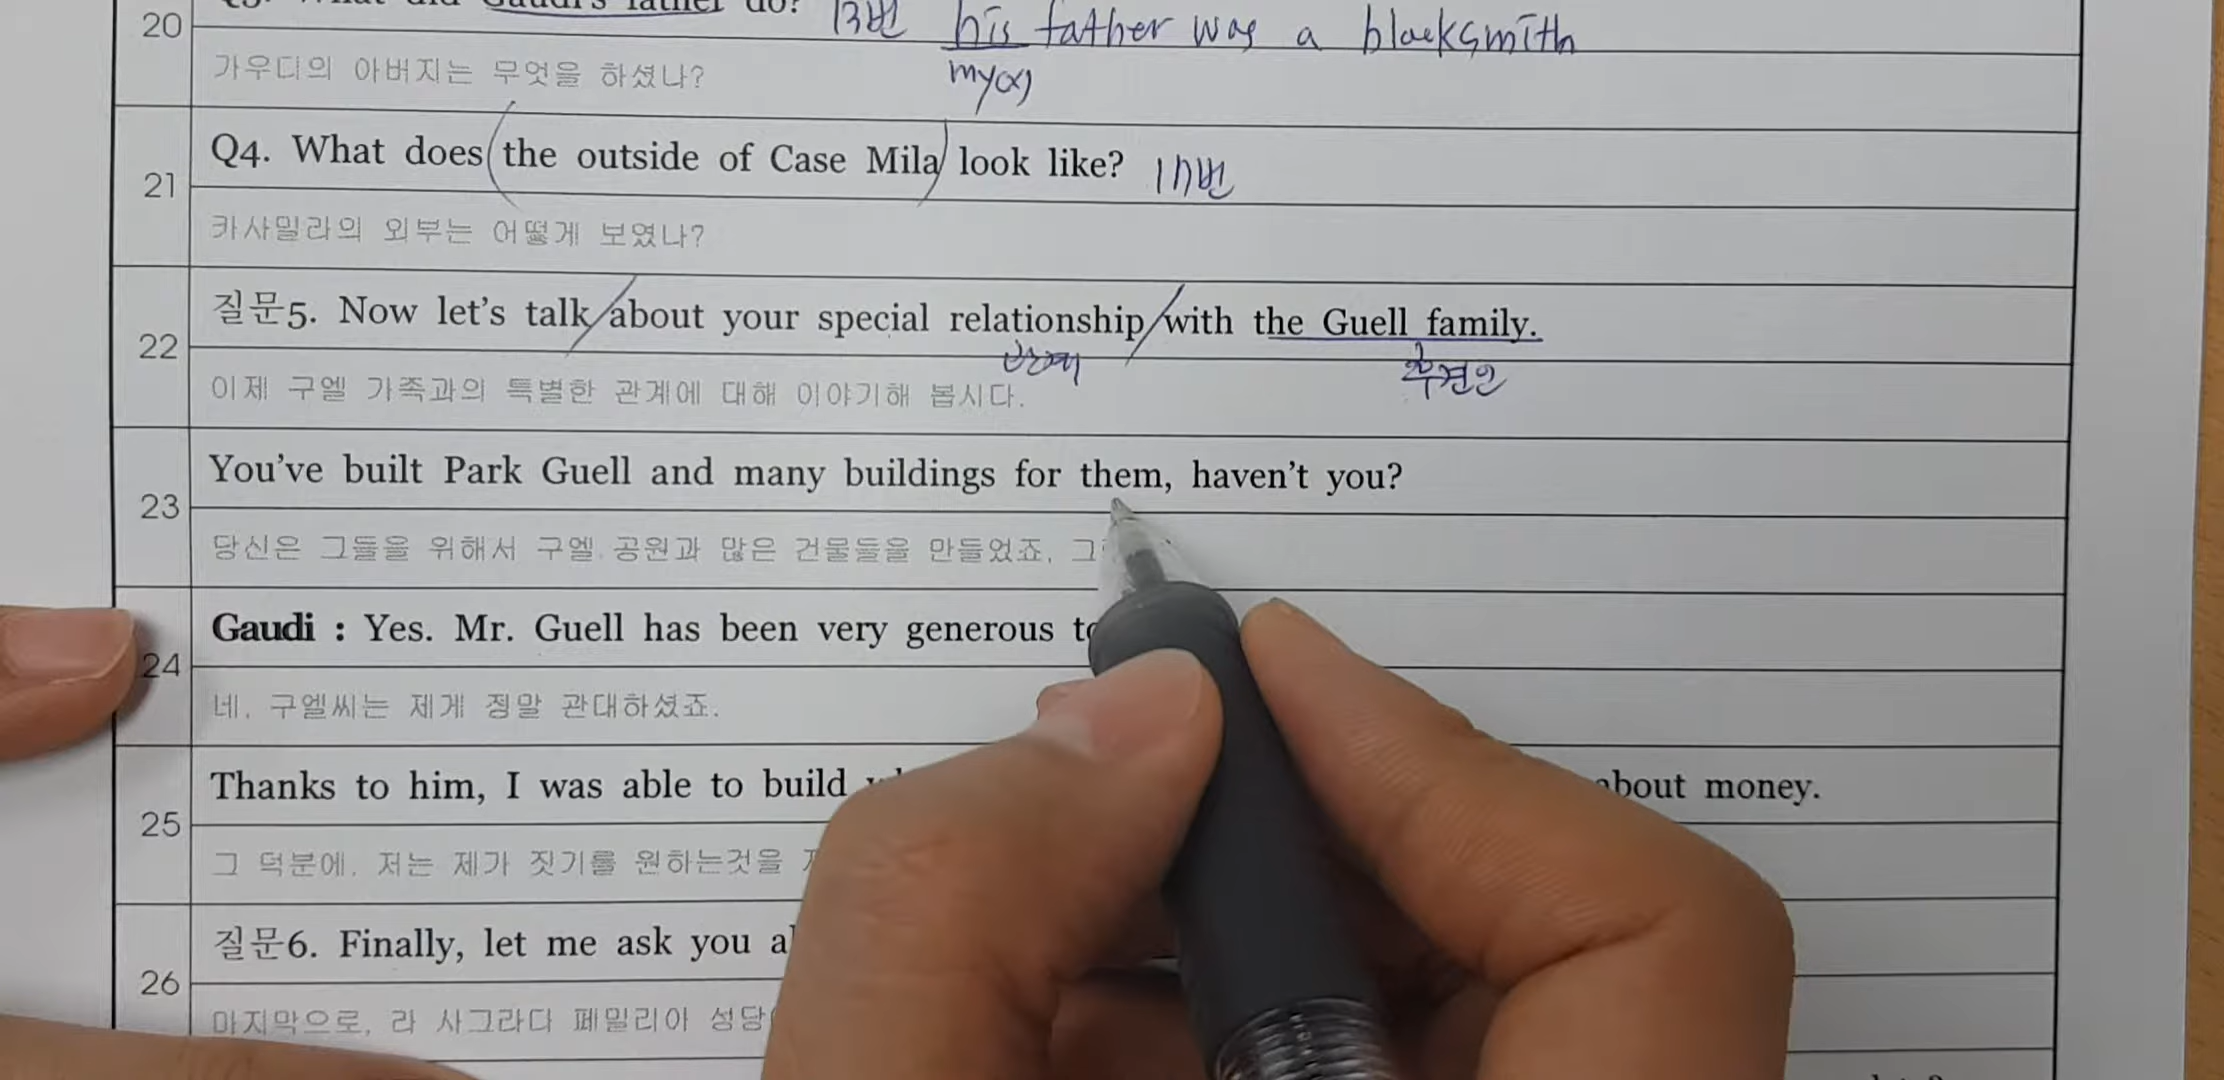 father do? 13번 his father was a blacksmith
20
가우디의 아버지는 무엇을 하셨나? my(x)
Q4. What does the outside of Case Mila look like? 17번
21
카사밀라의 외부는 어떻게 보였나?
질문5. Now let's talk about your special relationship with the Guell family.
22
관계 후견인
이제 구엘 가족과의 특별한 관계에 대해 이야기해 봅시다.
You've built Park Guell and many buildings for them, haven't you?
23
당신은 그들을 위해서 구엘 공원과 많은 건물들을 만들었죠, 그
Gaudi : Yes. Mr. Guell has been very generous to
24
네. 구엘씨는 제게 정말 관대하셨죠.
Thanks to him, I was able to build about money.
25
그 덕분에, 저는 제가 짓기를 원하는것을
질문6. Finally, let me ask you
26
마지막으로, 라 사그라다 페밀리아 성당